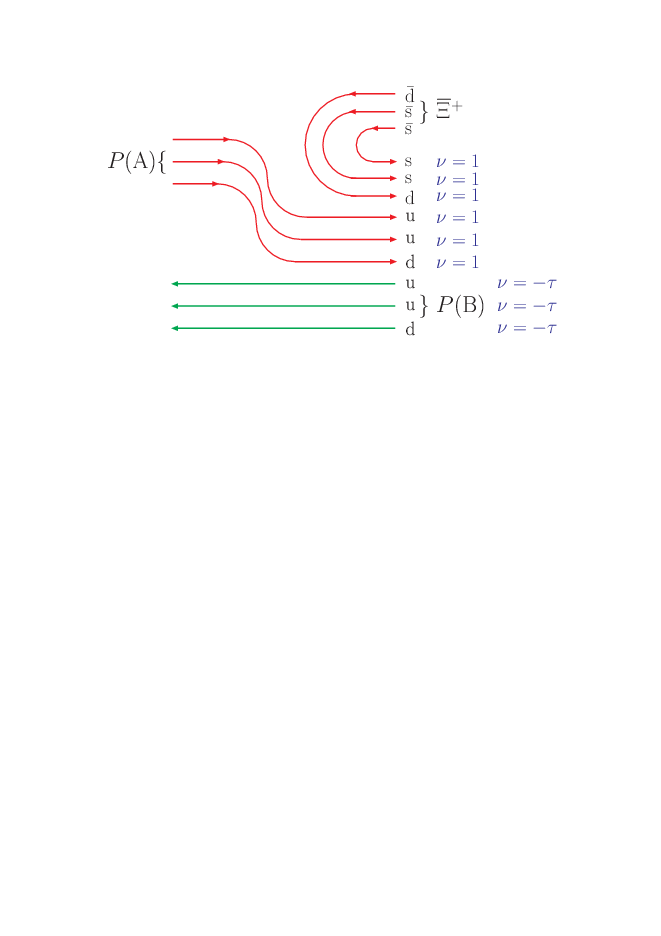 d̄
s̄ } Ξ̄⁺
s̄
P(A){ s ν = 1
s ν = 1
d ν = 1
u ν = 1
u ν = 1
d ν = 1
u ν = −τ
u } P(B) ν = −τ
d ν = −τ